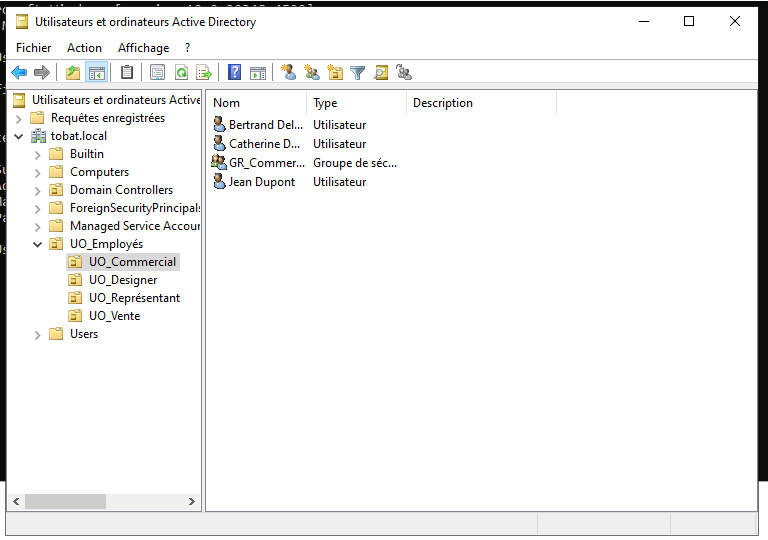 Utilisateurs et ordinateurs Active Directory
Fichier Action Affichage ?
Utilisateurs et ordinateurs Active
Requêtes enregistrées
tobat.local
Builtin
Computers
Domain Controllers
ForeignSecurityPrincipals
Managed Service Accour
UO_Employés
UO_Commercial
UO_Designer
UO_Représentant
UO_Vente
Users
Nom Type Description
Bertrand Del... Utilisateur
Catherine D... Utilisateur
GR_Commer... Groupe de séc...
Jean Dupont Utilisateur